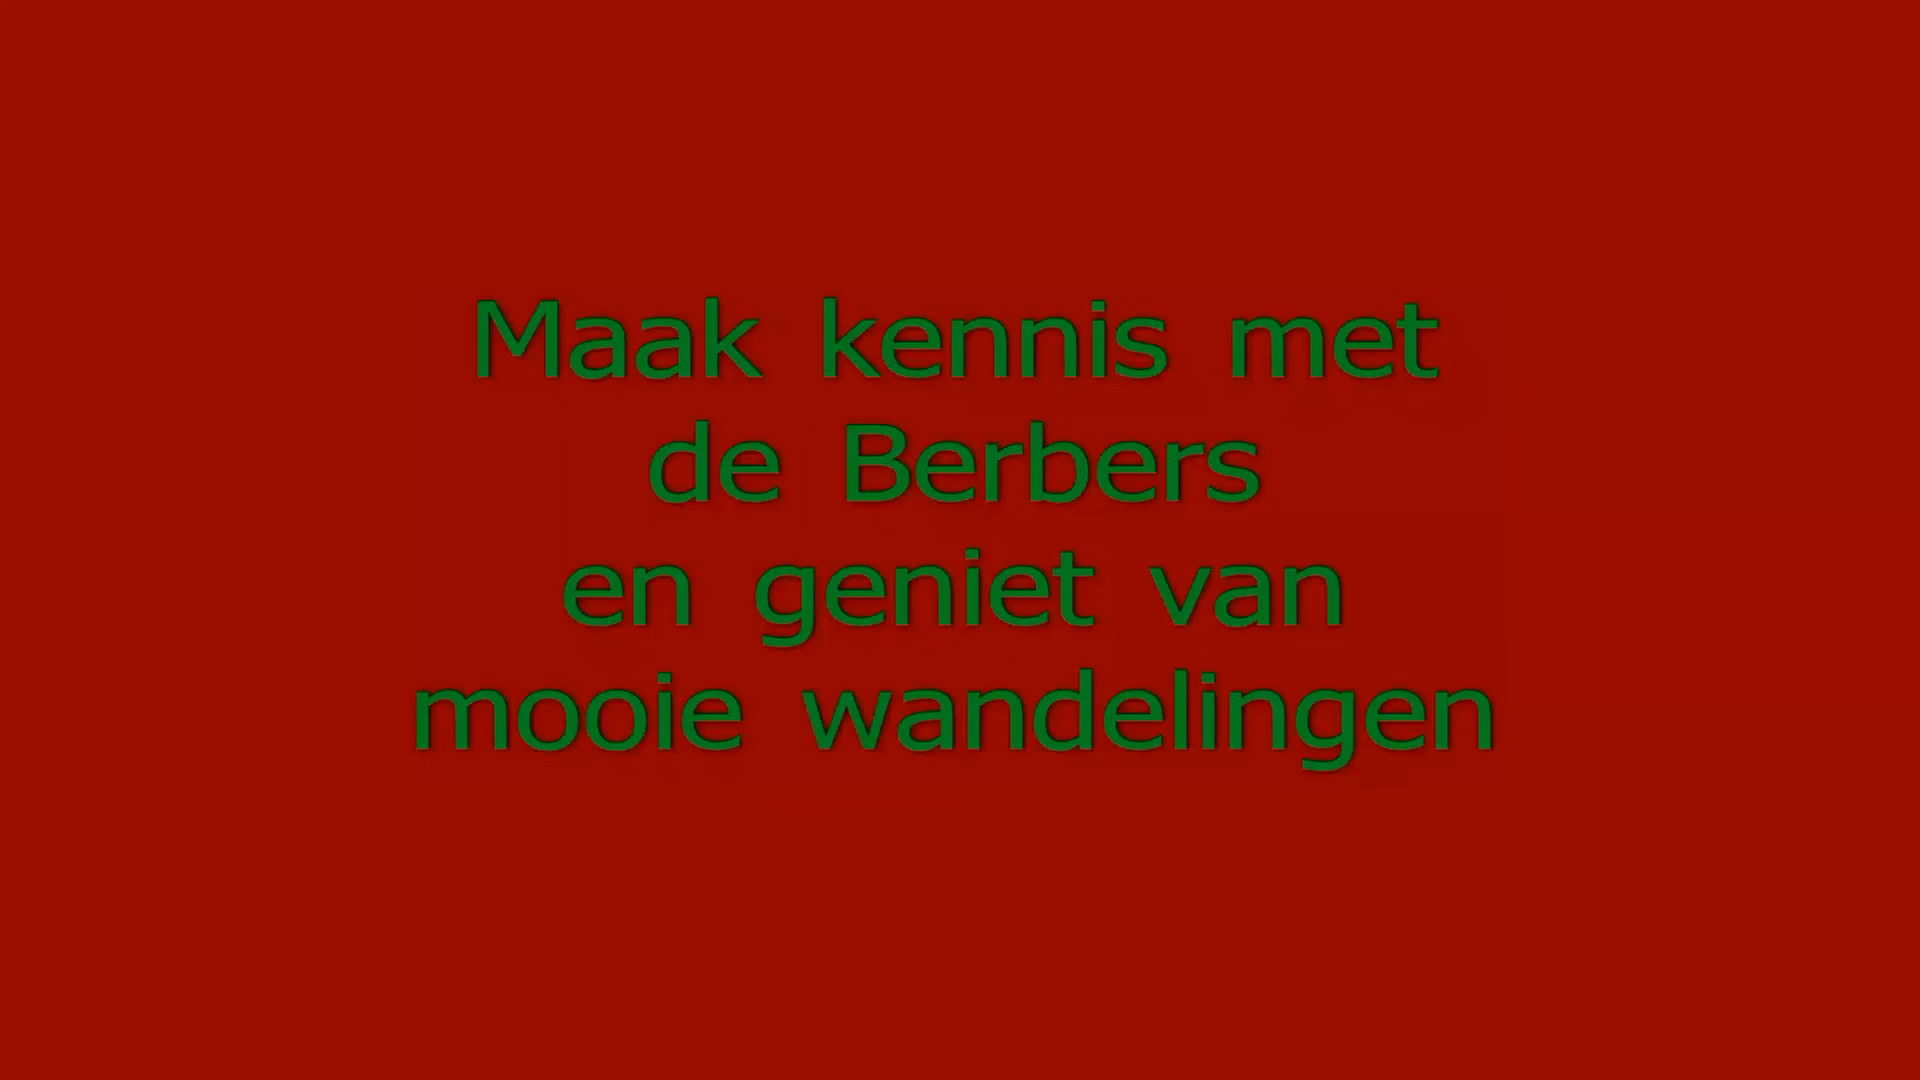 Maak kennis met
de Berbers
en geniet van
mooie wandelingen